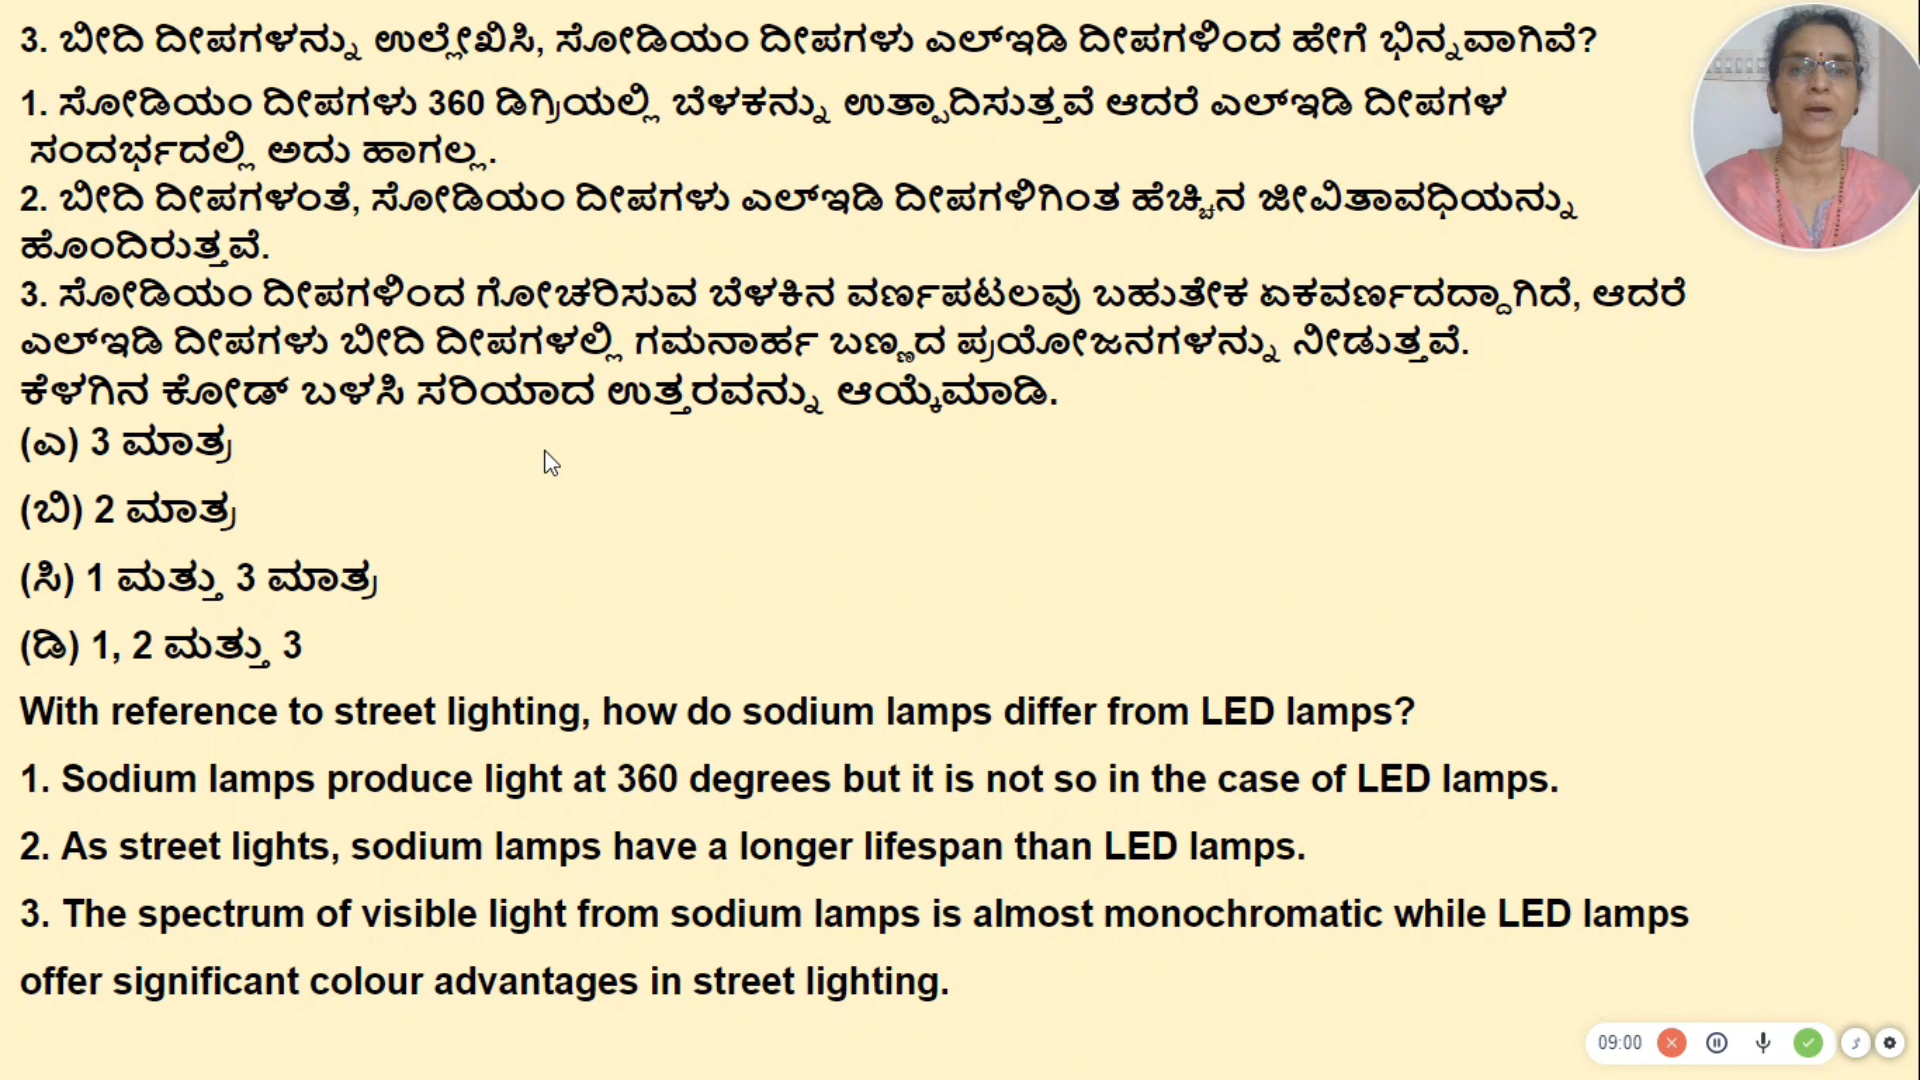 3. ಬೀದಿ ದೀಪಗಳನ್ನು ಉಲ್ಲೇಖಿಸಿ, ಸೋಡಿಯಂ ದೀಪಗಳು ಎಲ್ಇಡಿ ದೀಪಗಳಿಂದ ಹೇಗೆ ಭಿನ್ನವಾಗಿವೆ?
1. ಸೋಡಿಯಂ ದೀಪಗಳು 360 ಡಿಗ್ರಿಯಲ್ಲಿ ಬೆಳಕನ್ನು ಉತ್ಪಾದಿಸುತ್ತವೆ ಆದರೆ ಎಲ್ಇಡಿ ದೀಪಗಳ
ಸಂದರ್ಭದಲ್ಲಿ ಅದು ಹಾಗಲ್ಲ.
2. ಬೀದಿ ದೀಪಗಳಂತೆ, ಸೋಡಿಯಂ ದೀಪಗಳು ಎಲ್ಇಡಿ ದೀಪಗಳಿಗಿಂತ ಹೆಚ್ಚಿನ ಜೀವಿತಾವಧಿಯನ್ನು
ಹೊಂದಿರುತ್ತವೆ.
3. ಸೋಡಿಯಂ ದೀಪಗಳಿಂದ ಗೋಚರಿಸುವ ಬೆಳಕಿನ ವರ್ಣಪಟಲವು ಬಹುತೇಕ ಏಕವರ್ಣದದ್ದಾಗಿದೆ, ಆದರೆ
ಎಲ್ಇಡಿ ದೀಪಗಳು ಬೀದಿ ದೀಪಗಳಲ್ಲಿ ಗಮನಾರ್ಹ ಬಣ್ಣದ ಪ್ರಯೋಜನಗಳನ್ನು ನೀಡುತ್ತವೆ.
ಕೆಳಗಿನ ಕೋಡ್ ಬಳಸಿ ಸರಿಯಾದ ಉತ್ತರವನ್ನು ಆಯ್ಕೆಮಾಡಿ.
(ಎ) 3 ಮಾತ್ರ
(ಬಿ) 2 ಮಾತ್ರ
(ಸಿ) 1 ಮತ್ತು 3 ಮಾತ್ರ
(ಡಿ) 1, 2 ಮತ್ತು 3
With reference to street lighting, how do sodium lamps differ from LED lamps?
1. Sodium lamps produce light at 360 degrees but it is not so in the case of LED lamps.
2. As street lights, sodium lamps have a longer lifespan than LED lamps.
3. The spectrum of visible light from sodium lamps is almost monochromatic while LED lamps
offer significant colour advantages in street lighting.
09:00